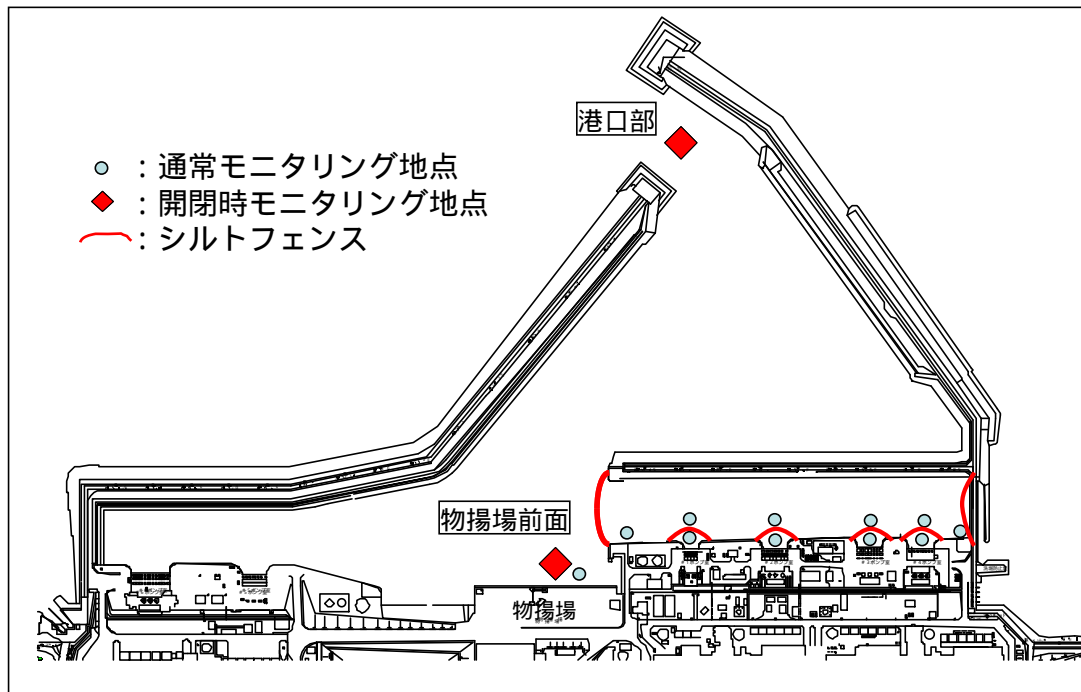 港口部
：通常モニタリング地点
：開閉時モニタリング地点
：シルトフェンス
物揚場前面
物揚場